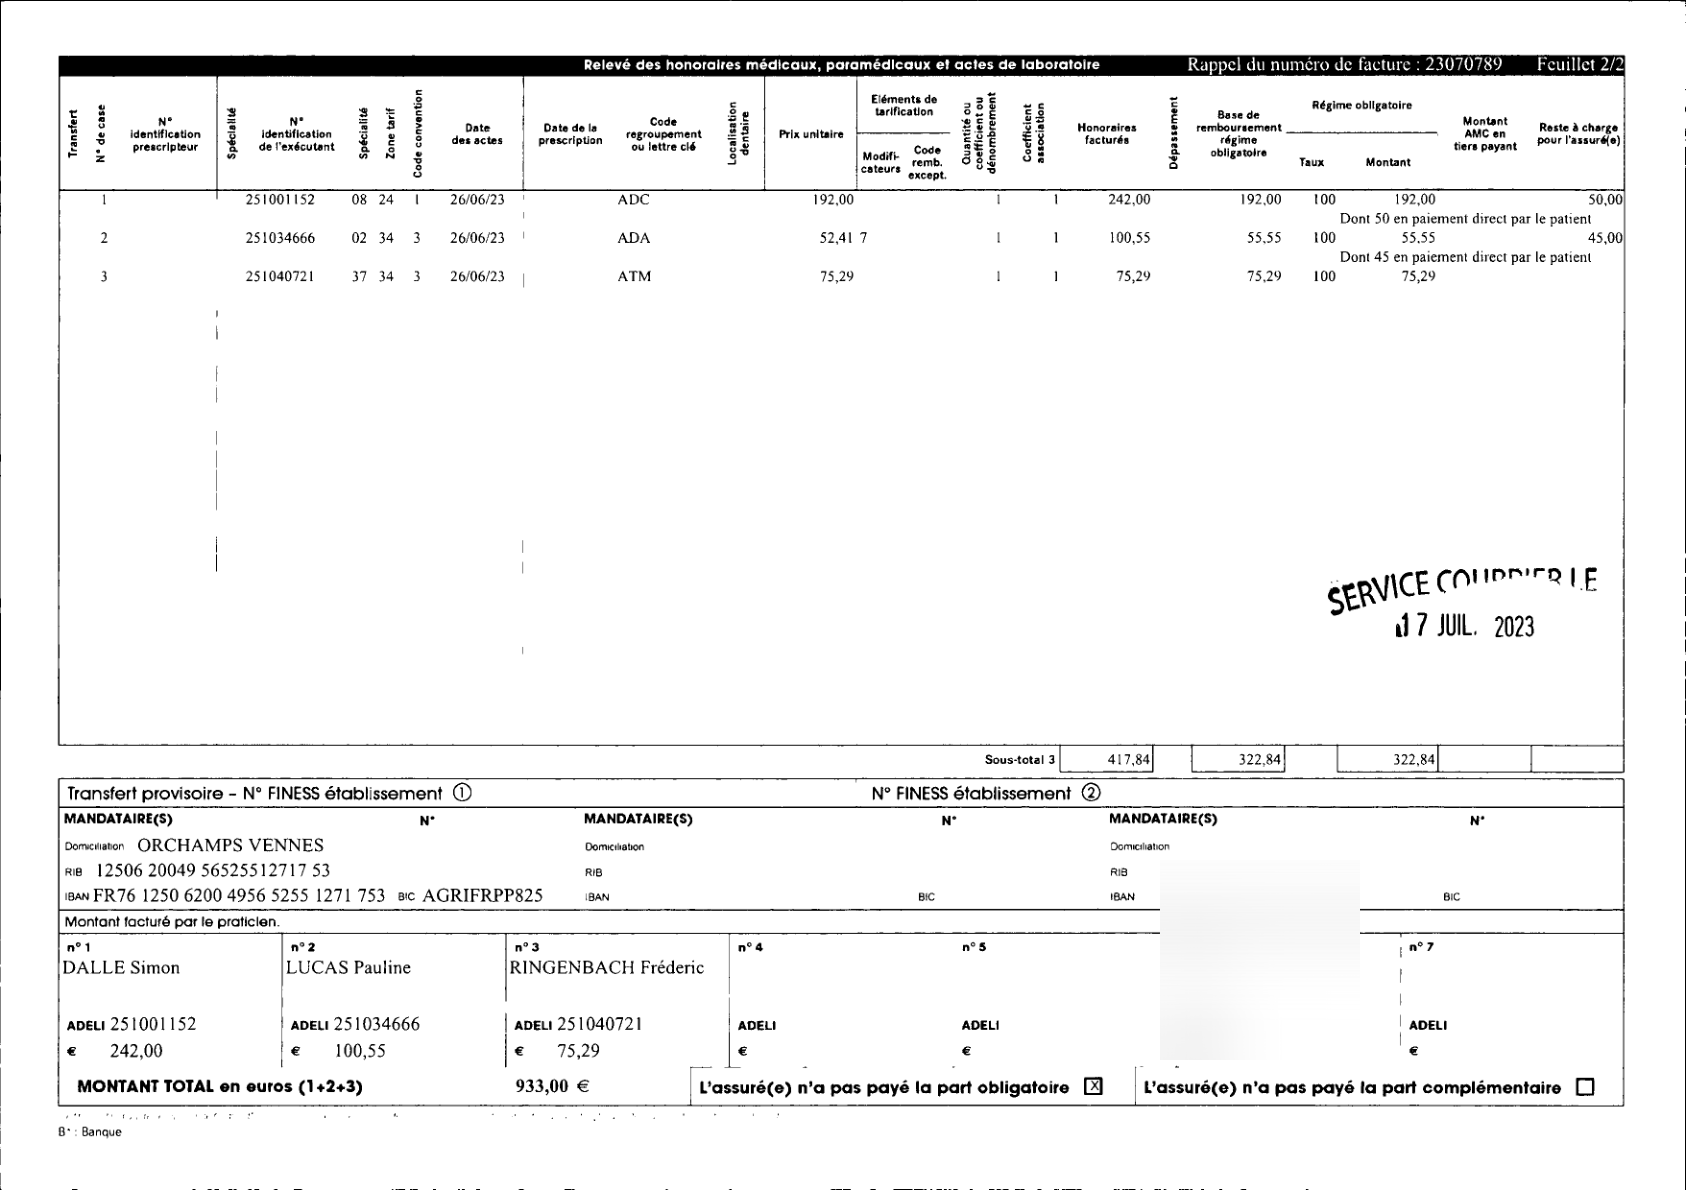 Relevé des honoraires médicaux, paramédicaux et actes de laboratoire Rappel du numéro de facture : 23070789 Feuillet 2/2
Transfert N° de case N° identification prescripteur Spécialité N° identification de l'exécutant Spécialité Zone tarif Code convention Date des actes Date de la prescription Code regroupement ou lettre clé Localisation dentaire Prix unitaire Eléments de tarification Modifi-cateurs Code remb. except. Quantité ou coefficient ou dénombrement Coefficient association Honoraires facturés Dépassement Base de remboursement régime obligatoire Régime obligatoire Taux Montant Montant AMC en tiers payant Reste à charge pour l'assuré(e)
1 251001152 08 24 1 26/06/23 ADC 192,00 1 1 242,00 192,00 100 192,00 50,00
Dont 50 en paiement direct par le patient
2 251034666 02 34 3 26/06/23 ADA 52,41 7 1 1 100,55 55,55 100 55,55 45,00
Dont 45 en paiement direct par le patient
3 251040721 37 34 3 26/06/23 ATM 75,29 1 1 75,29 75,29 100 75,29
SERVICE COURRIER LE
17 JUIL. 2023
Sous-total 3 417,84 322,84 322,84
Transfert provisoire – N° FINESS établissement ① N° FINESS établissement ②
MANDATAIRE(S) N° MANDATAIRE(S) N° MANDATAIRE(S) N°
Domiciliation ORCHAMPS VENNES Domiciliation Domiciliation
RIB 12506 20049 56525512717 53 RIB RIB
IBAN FR76 1250 6200 4956 5255 1271 753 BIC AGRIFRPP825 IBAN BIC IBAN BIC
Montant facturé par le praticien.
n° 1 n° 2 n° 3 n° 4 n° 5 n° 7
DALLE Simon LUCAS Pauline RINGENBACH Fréderic
ADELI 251001152 ADELI 251034666 ADELI 251040721 ADELI ADELI ADELI
€ 242,00 € 100,55 € 75,29 € € €
MONTANT TOTAL en euros (1+2+3) 933,00 € L'assuré(e) n'a pas payé la part obligatoire X L'assuré(e) n'a pas payé la part complémentaire
B* : Banque